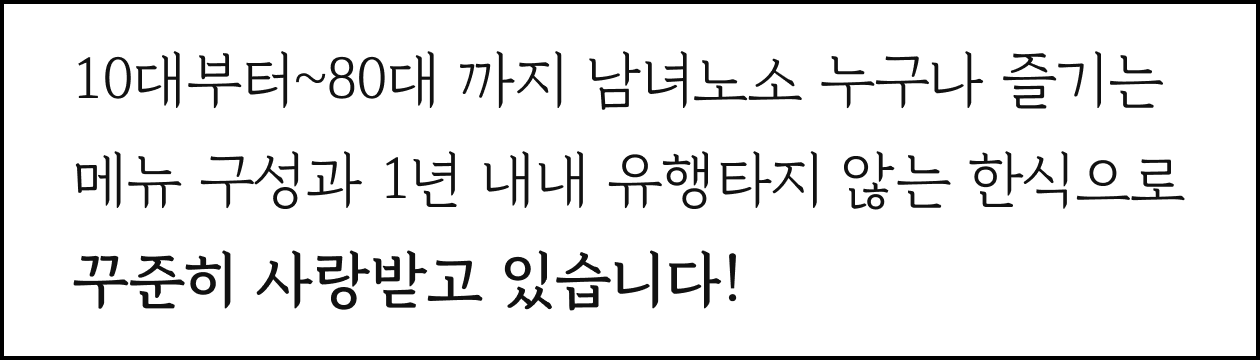 10대부터~80대 까지 남녀노소 누구나 즐기는
메뉴 구성과 1년 내내 유행타지 않는 한식으로
꾸준히 사랑받고 있습니다!